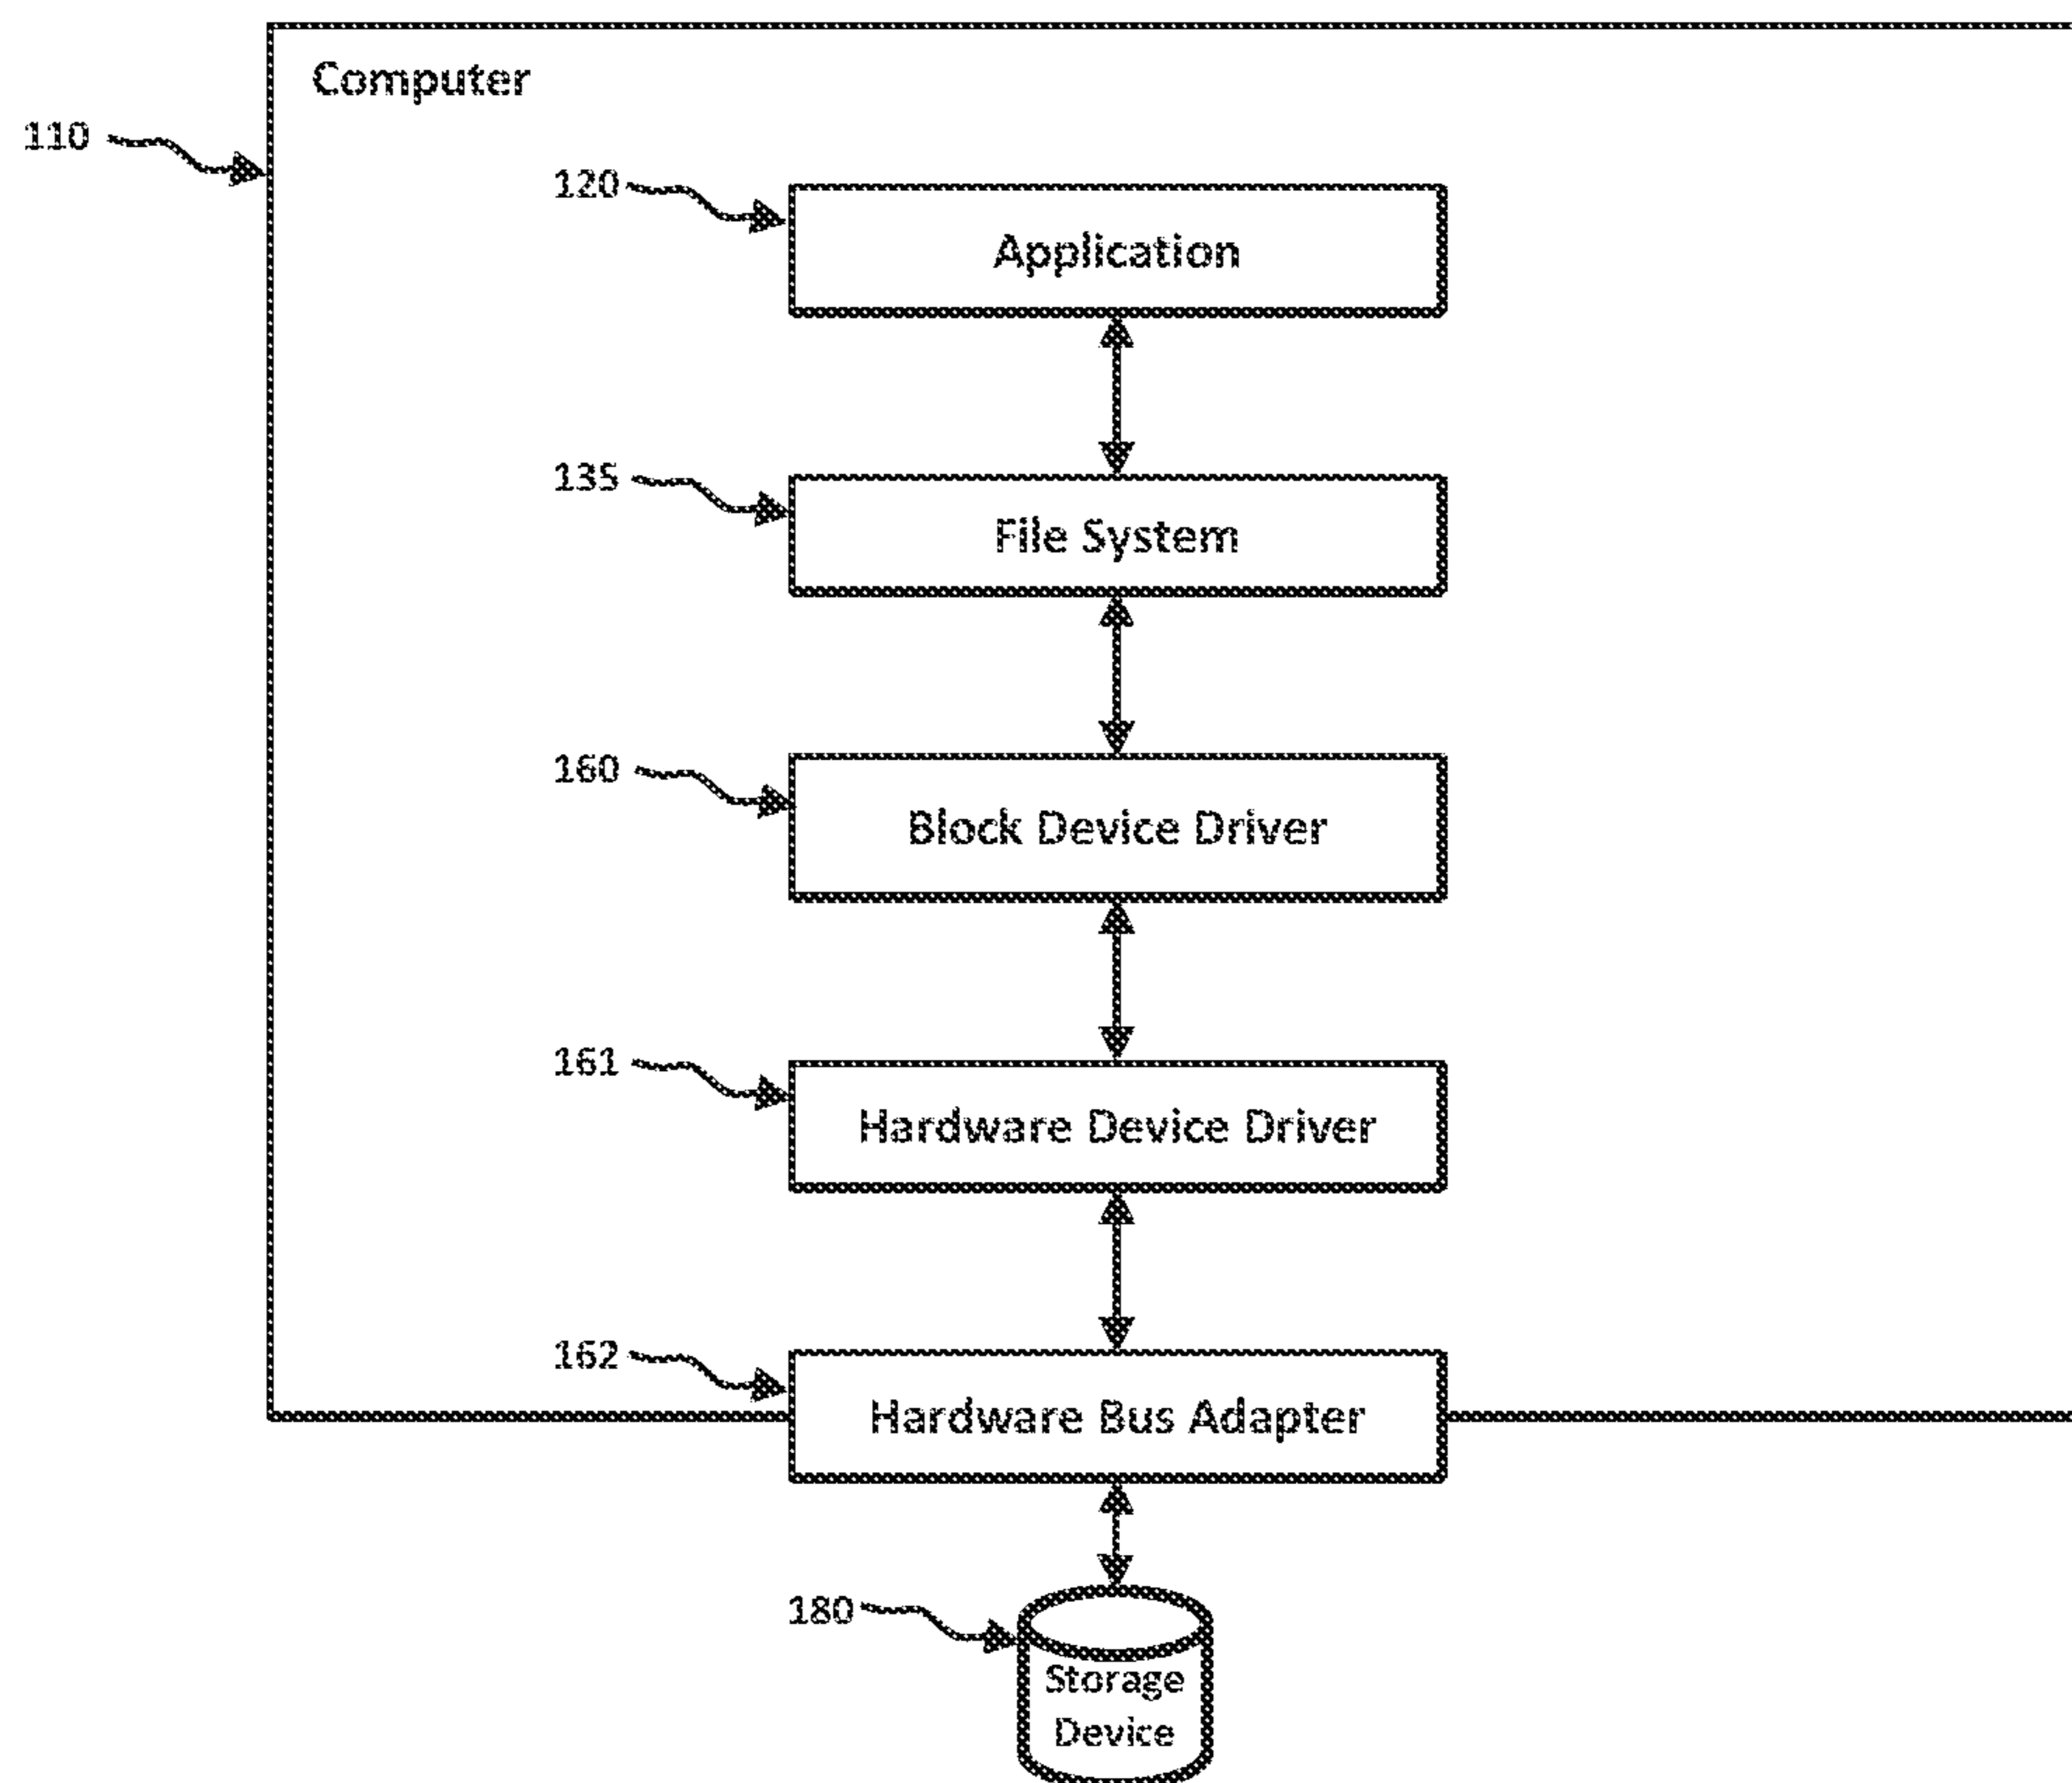 Computer
110
120
Application
135
File System
160
Block Device Driver
161
Hardware Device Driver
162
Hardware Bus Adapter
180
Storage
Device